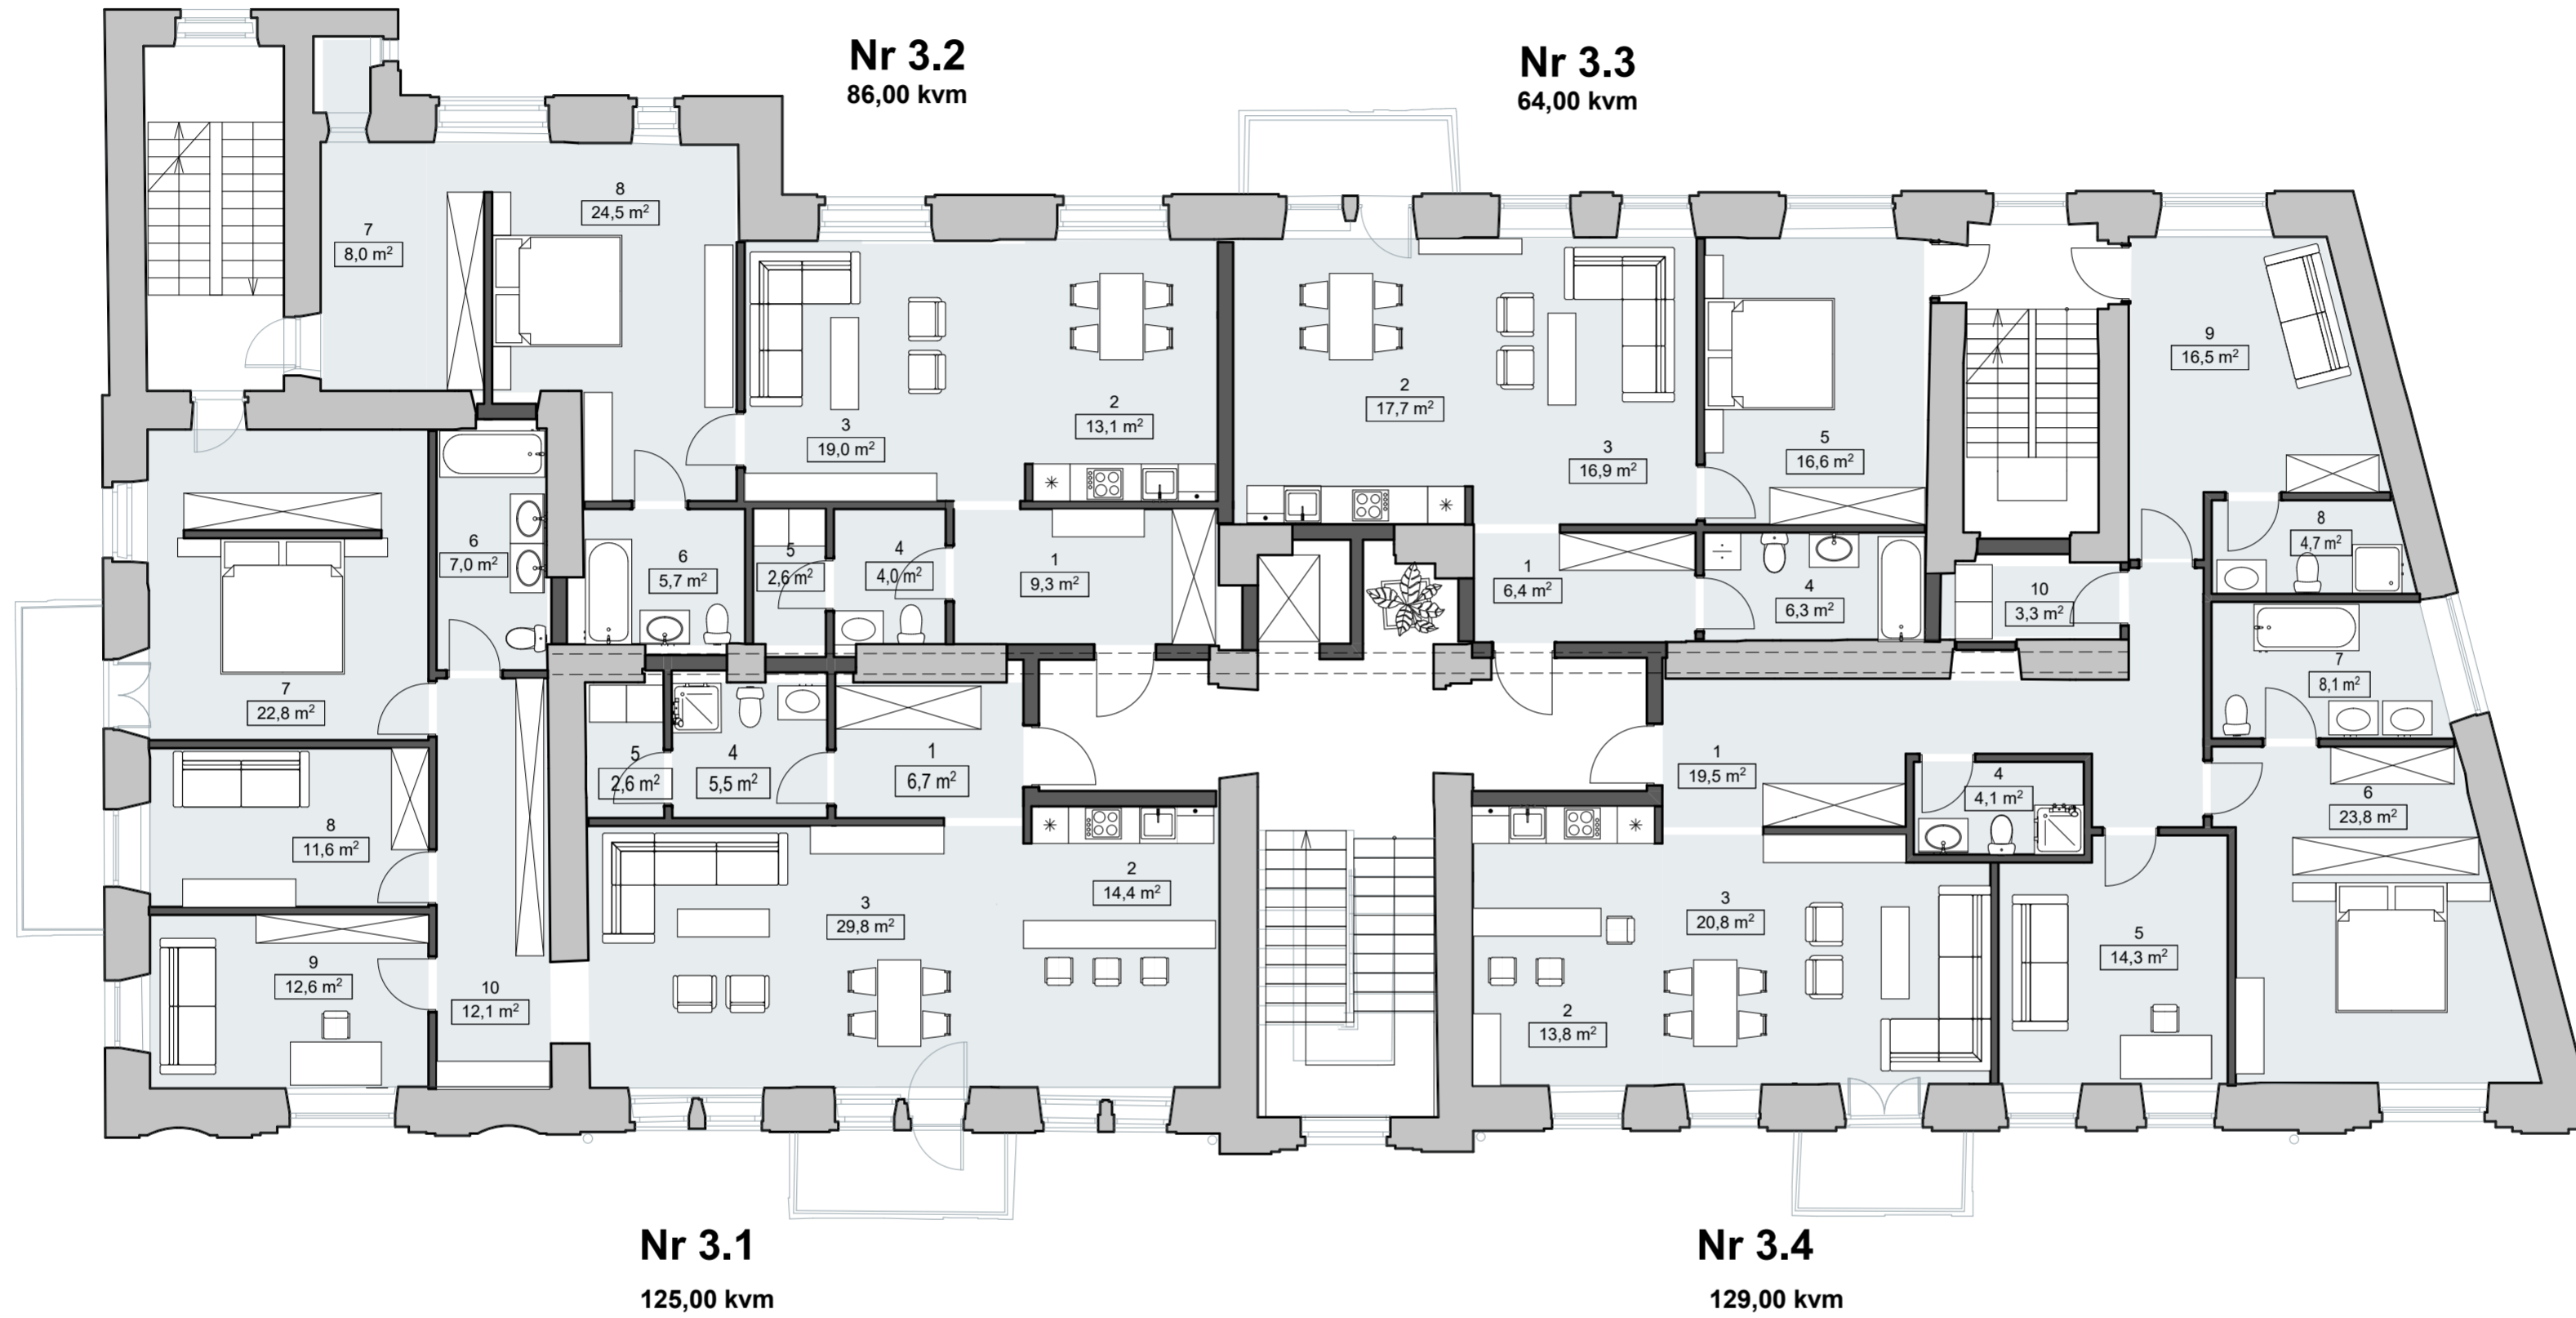 Nr 3.2
86,00 kvm
Nr 3.3
64,00 kvm
8
24,5 m²
7
8,0 m²
3
19,0 m²
2
13,1 m²
2
17,7 m²
3
16,9 m²
5
16,6 m²
9
16,5 m²
6
7,0 m²
6
5,7 m²
5
2,6 m²
4
4,0 m²
1
9,3 m²
1
6,4 m²
4
6,3 m²
10
3,3 m²
8
4,7 m²
7
8,1 m²
7
22,8 m²
5
2,6 m²
4
5,5 m²
1
6,7 m²
1
19,5 m²
4
4,1 m²
6
23,8 m²
8
11,6 m²
3
29,8 m²
2
14,4 m²
3
20,8 m²
5
14,3 m²
9
12,6 m²
10
12,1 m²
2
13,8 m²
Nr 3.1
125,00 kvm
Nr 3.4
129,00 kvm